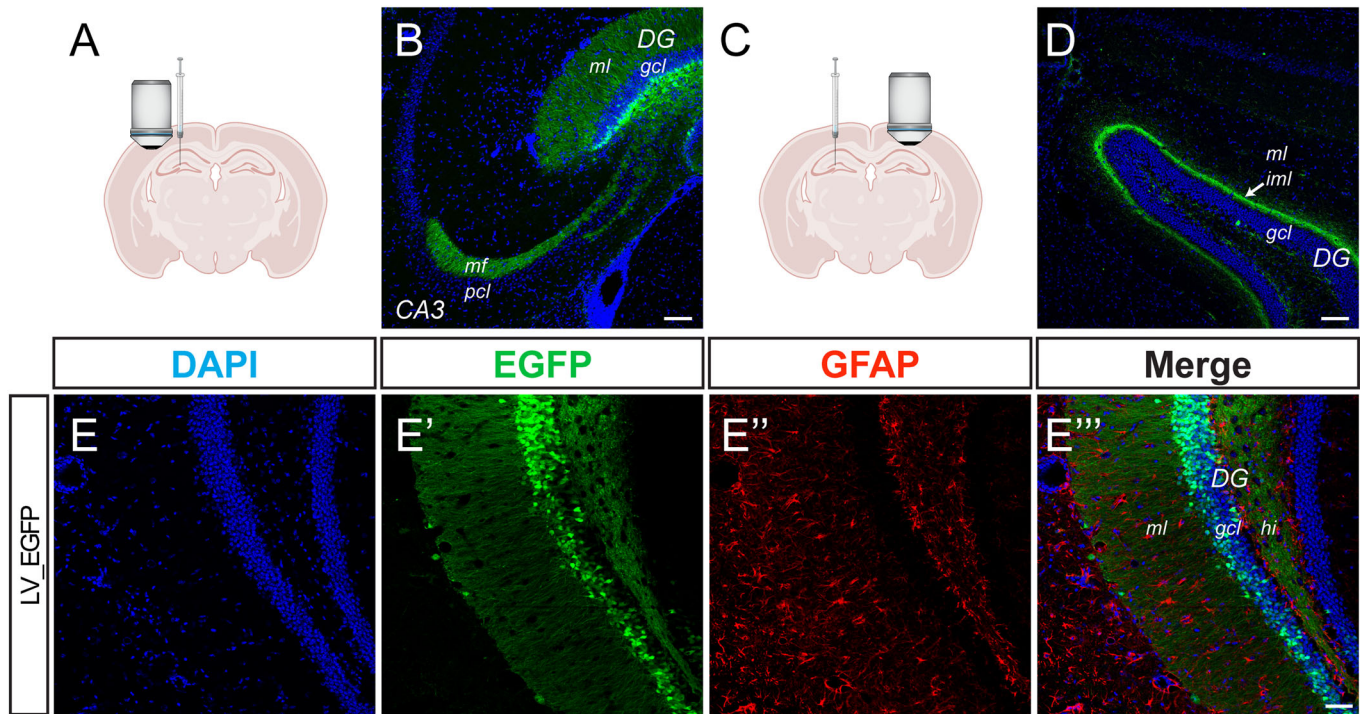 A
B
DG
ml
gcl
mf
pcl
CA3
C
D
ml
iml
gcl
DG
DAPI
EGFP
GFAP
Merge
LV_EGFP
E
E'
E''
E'''
DG
ml
gcl
hi